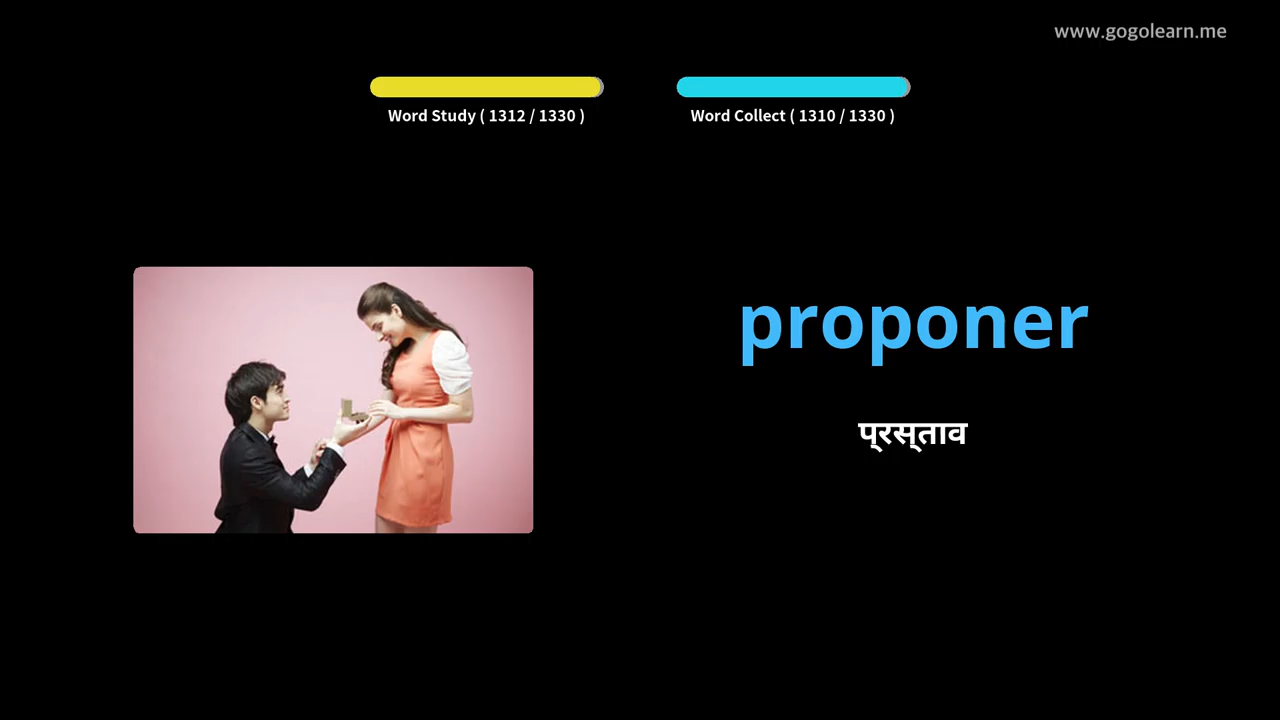 www.gogolearn.me
Word Study ( 1312 / 1330 )
Word Collect ( 1310 / 1330 )
proponer
प्रस्ताव